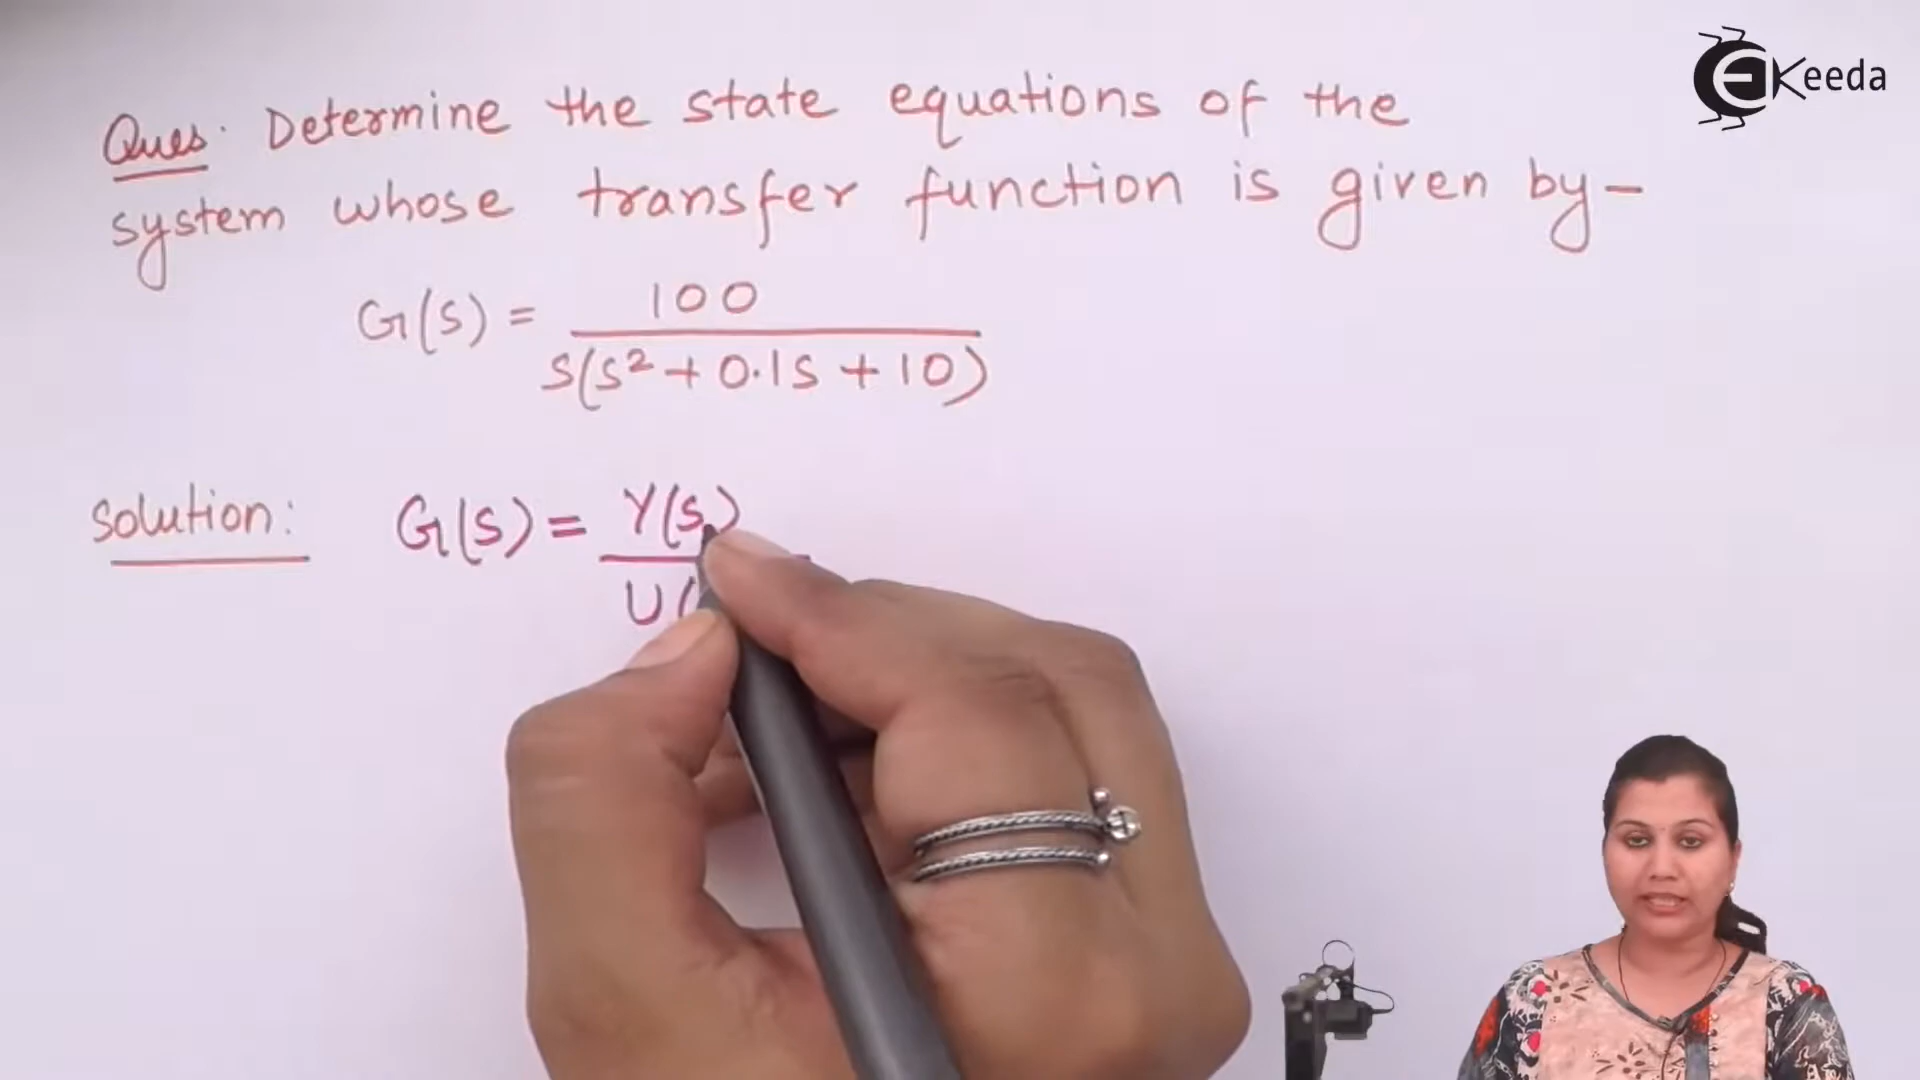 EKeeda
Ques. Determine the state equations of the
system whose transfer function is given by-
G(s) = 100
s(s² + 0.1s + 10)
Solution: G(s) = Y(s)
U(